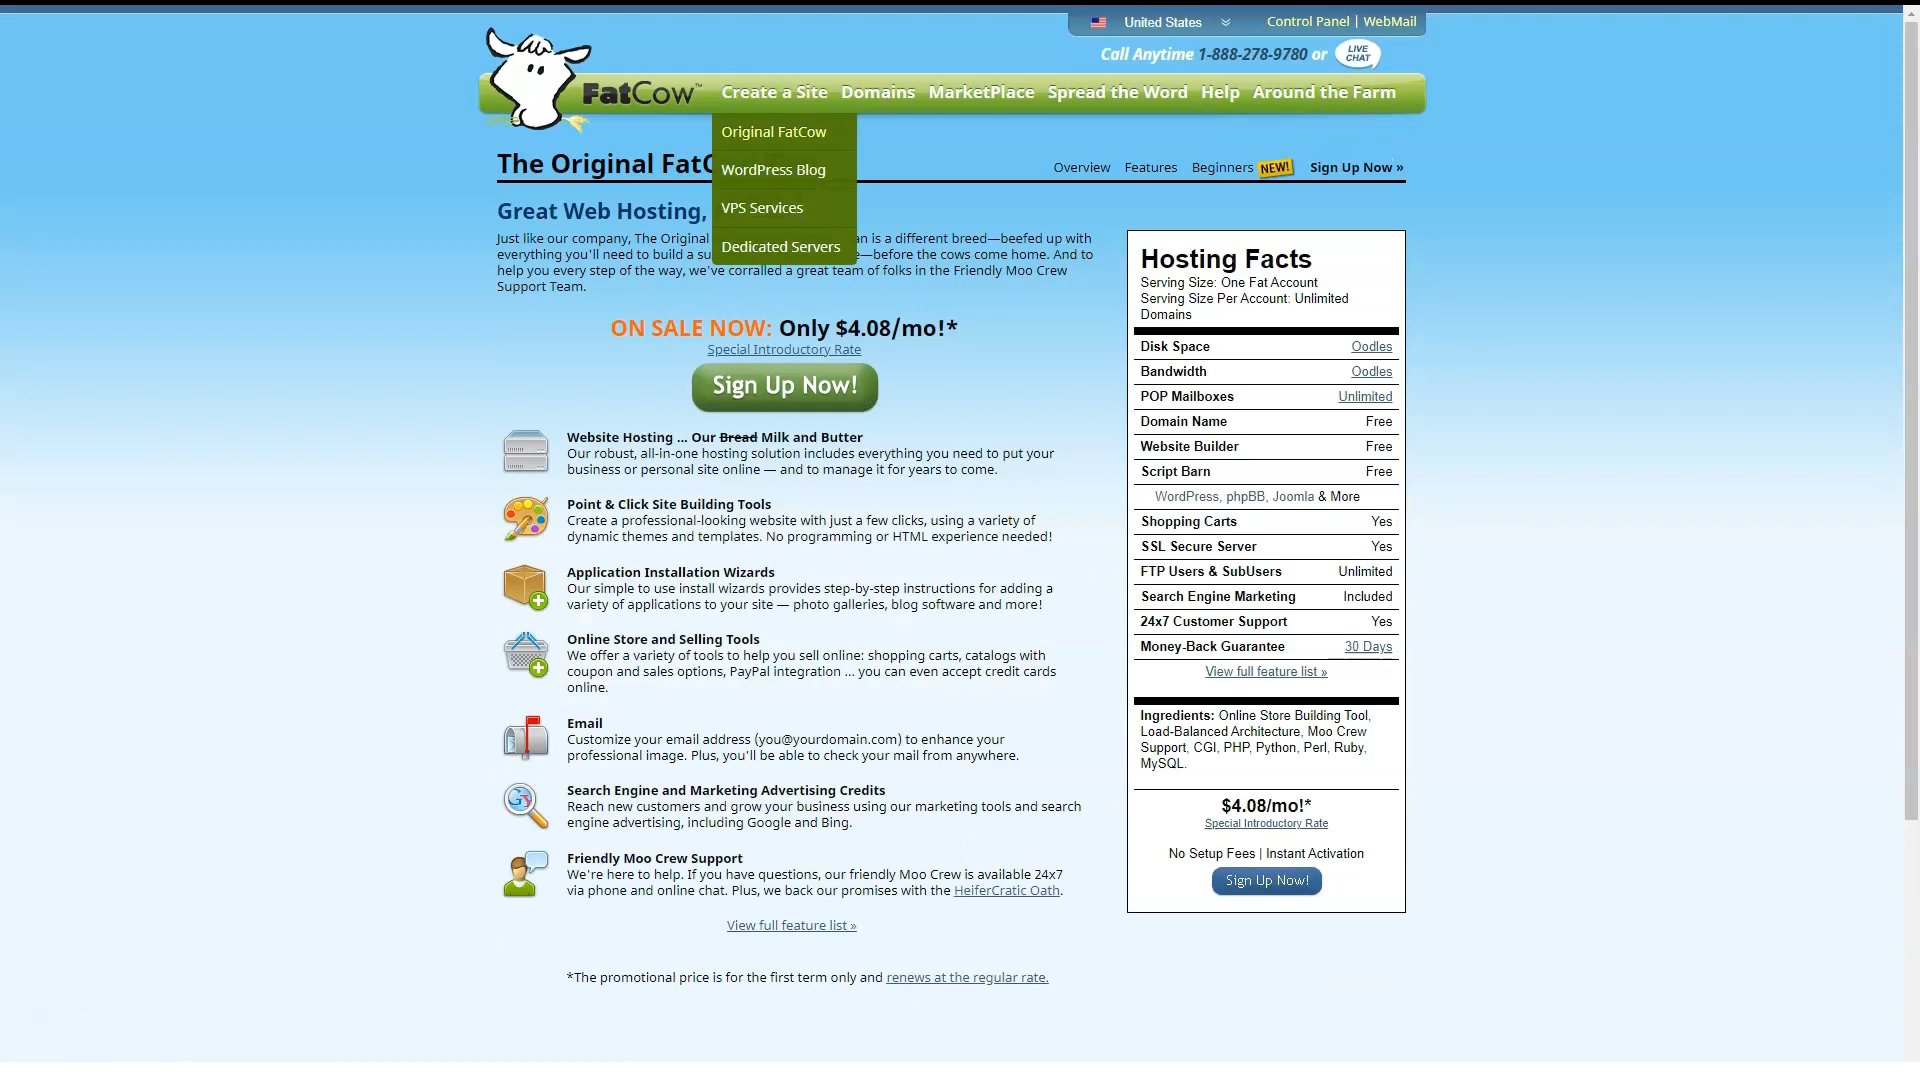 United States
Control Panel | WebMail
Call Anytime 1-888-278-9780 or LIVE CHAT
FatCow™
Create a Site Domains MarketPlace Spread the Word Help Around the Farm
Original FatCow
WordPress Blog
VPS Services
Dedicated Servers
The Original FatC
Overview Features Beginners NEW! Sign Up Now »
Great Web Hosting,
Just like our company, The Original an is a different breed—beefed up with
everything you'll need to build a su e—before the cows come home. And to
help you every step of the way, we've corralled a great team of folks in the Friendly Moo Crew
Support Team.
ON SALE NOW: Only $4.08/mo!*
Special Introductory Rate
Sign Up Now!
Website Hosting ... Our Bread Milk and Butter
Our robust, all-in-one hosting solution includes everything you need to put your
business or personal site online — and to manage it for years to come.
Point & Click Site Building Tools
Create a professional-looking website with just a few clicks, using a variety of
dynamic themes and templates. No programming or HTML experience needed!
Application Installation Wizards
Our simple to use install wizards provides step-by-step instructions for adding a
variety of applications to your site — photo galleries, blog software and more!
Online Store and Selling Tools
We offer a variety of tools to help you sell online: shopping carts, catalogs with
coupon and sales options, PayPal integration ... you can even accept credit cards
online.
Email
Customize your email address (you@yourdomain.com) to enhance your
professional image. Plus, you'll be able to check your mail from anywhere.
Search Engine and Marketing Advertising Credits
Reach new customers and grow your business using our marketing tools and search
engine advertising, including Google and Bing.
Friendly Moo Crew Support
We're here to help. If you have questions, our friendly Moo Crew is available 24x7
via phone and online chat. Plus, we back our promises with the HeiferCratic Oath.
View full feature list »
*The promotional price is for the first term only and renews at the regular rate.
Hosting Facts
Serving Size: One Fat Account
Serving Size Per Account: Unlimited
Domains
Disk Space Oodles
Bandwidth Oodles
POP Mailboxes Unlimited
Domain Name Free
Website Builder Free
Script Barn Free
WordPress, phpBB, Joomla & More
Shopping Carts Yes
SSL Secure Server Yes
FTP Users & SubUsers Unlimited
Search Engine Marketing Included
24x7 Customer Support Yes
Money-Back Guarantee 30 Days
View full feature list »
Ingredients: Online Store Building Tool,
Load-Balanced Architecture, Moo Crew
Support, CGI, PHP, Python, Perl, Ruby,
MySQL.
$4.08/mo!*
Special Introductory Rate
No Setup Fees | Instant Activation
Sign Up Now!